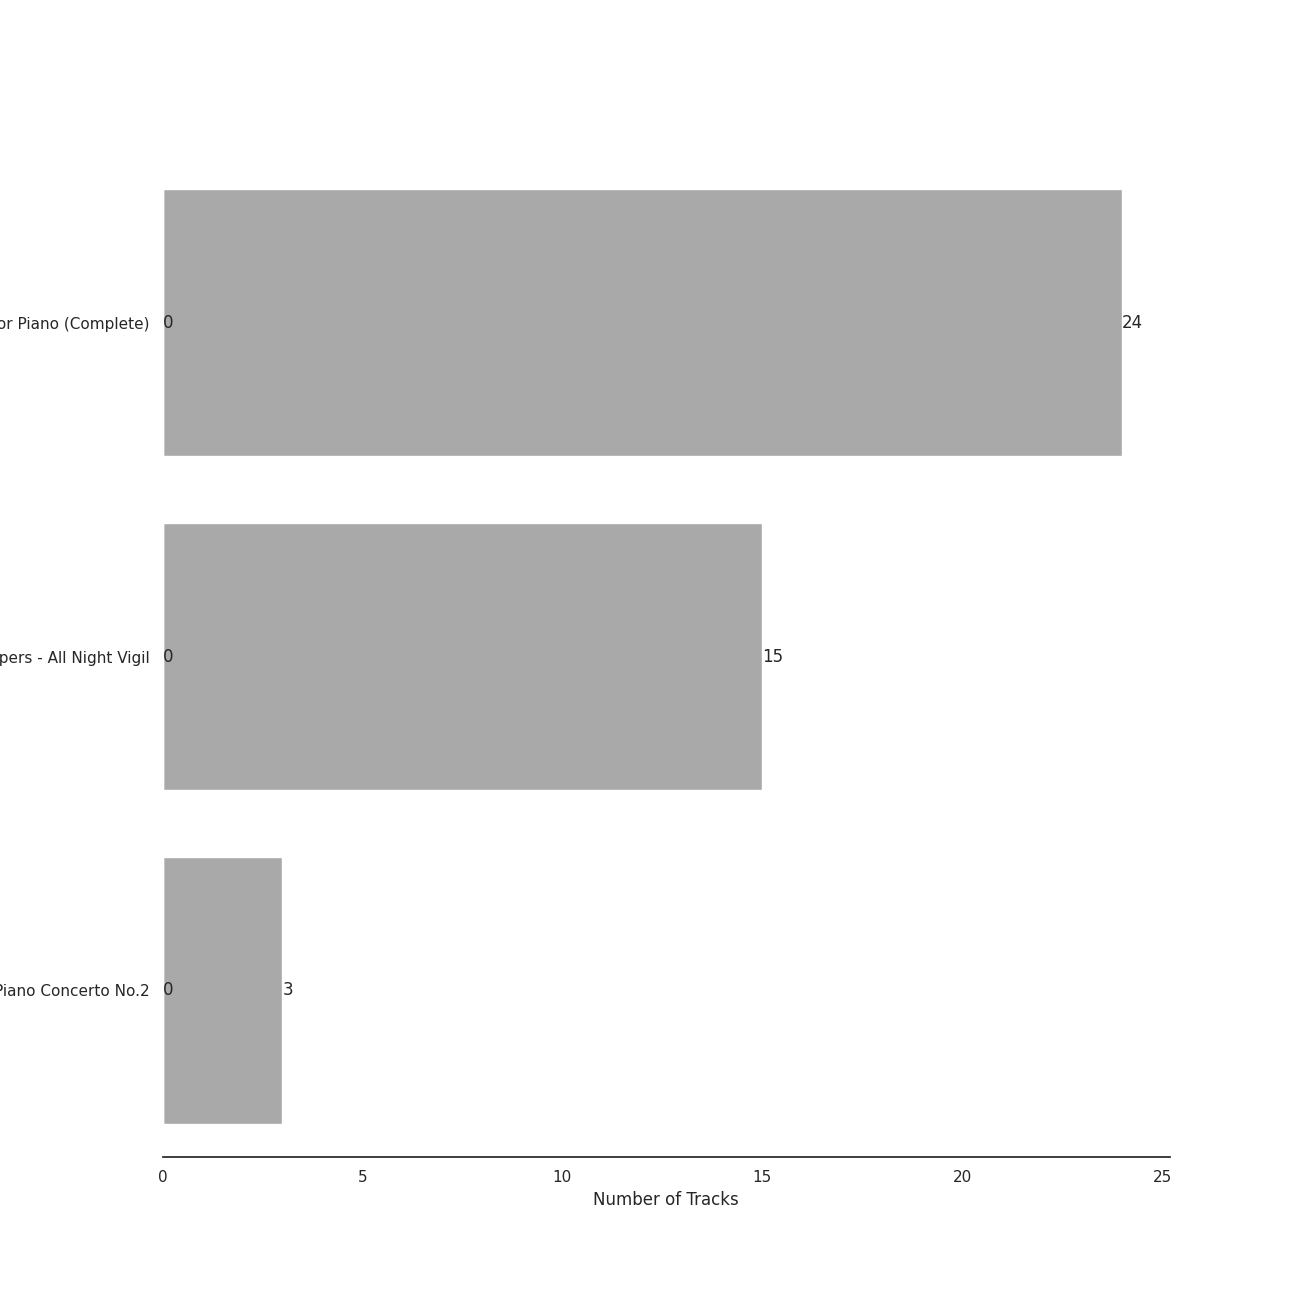 or Piano (Complete) 0 24
pers - All Night Vigil 0 15
Piano Concerto No.2 0 3
0 5 10 15 20 25
Number of Tracks